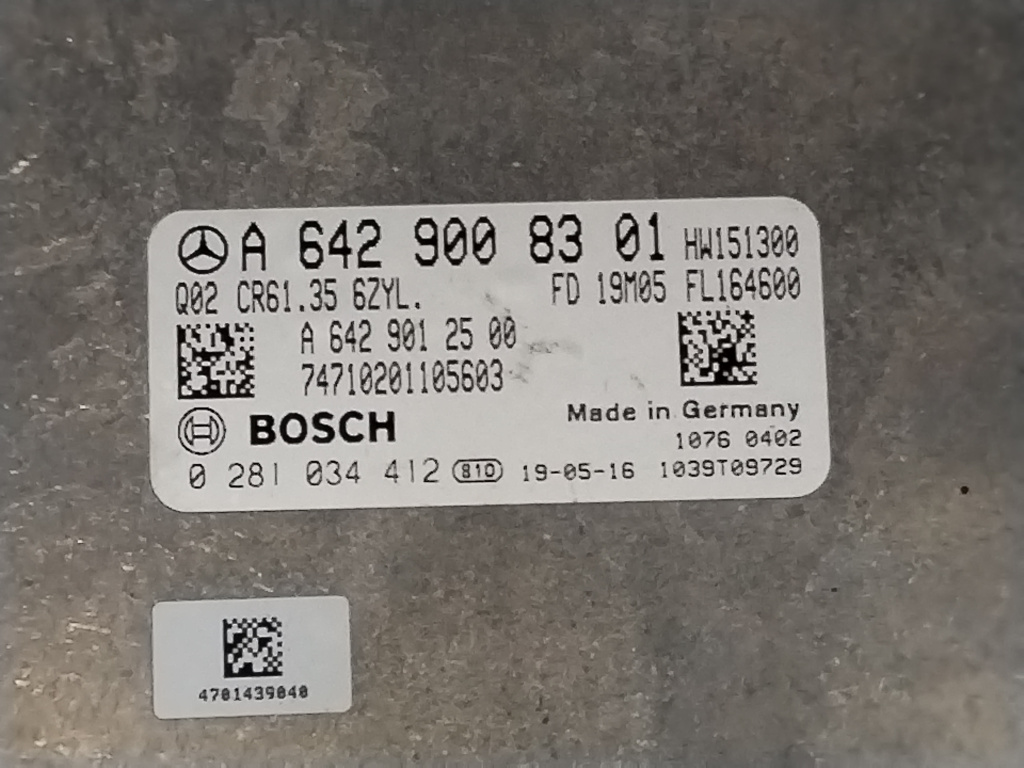 A 642 900 83 01 HW151300
Q02 CR61.35 6ZYL. FD 19M05 FL164600
A 642 901 25 00
74710201105603
BOSCH Made in Germany
1076 0402
0 281 034 412 810 19-05-16 1039T09729
4701439040